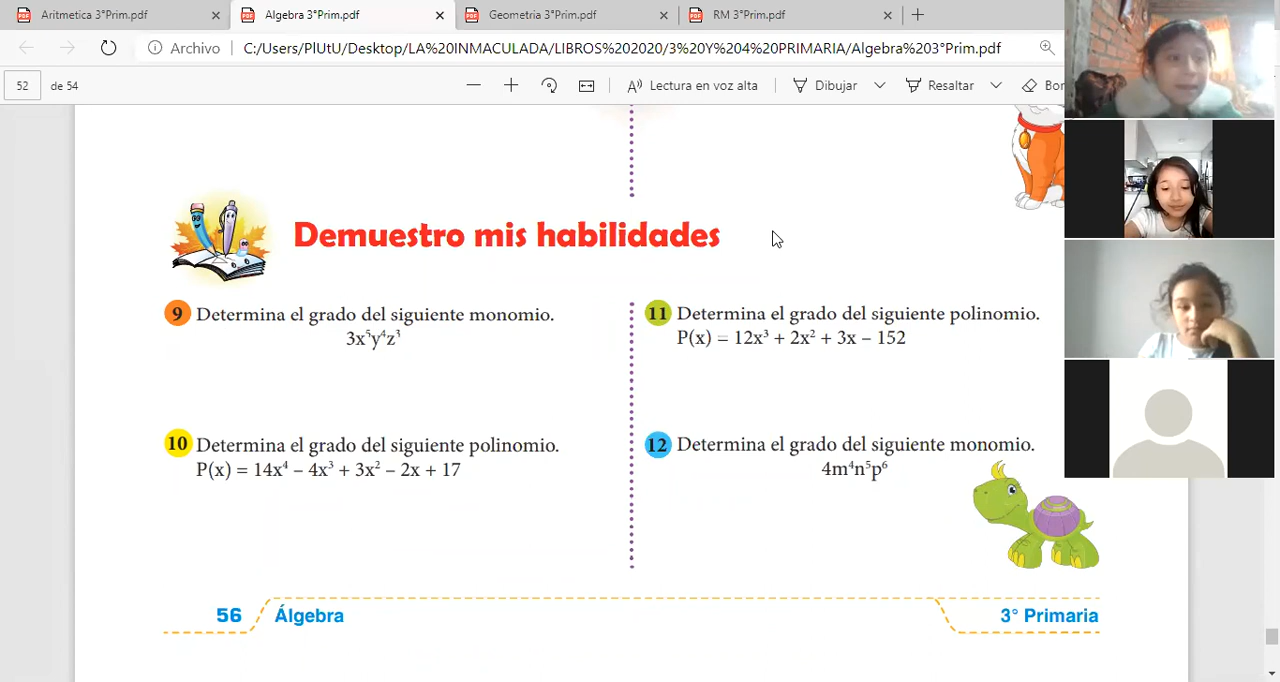 Aritmetica 3°Prim.pdf
Algebra 3°Prim.pdf
Geometria 3°Prim.pdf
RM 3°Prim.pdf
Archivo
C:/Users/PlUtU/Desktop/LA%20INMACULADA/LIBROS%202020/3%20Y%204%20PRIMARIA/Algebra%203°Prim.pdf
52 de 54
Lectura en voz alta
Dibujar
Resaltar
Demuestro mis habilidades
9 Determina el grado del siguiente monomio.
3x⁵y⁴z³
10 Determina el grado del siguiente polinomio.
P(x) = 14x⁴ – 4x³ + 3x² – 2x + 17
11 Determina el grado del siguiente polinomio.
P(x) = 12x³ + 2x² + 3x – 152
12 Determina el grado del siguiente monomio.
4m⁴n⁵p⁶
56 Álgebra
3° Primaria